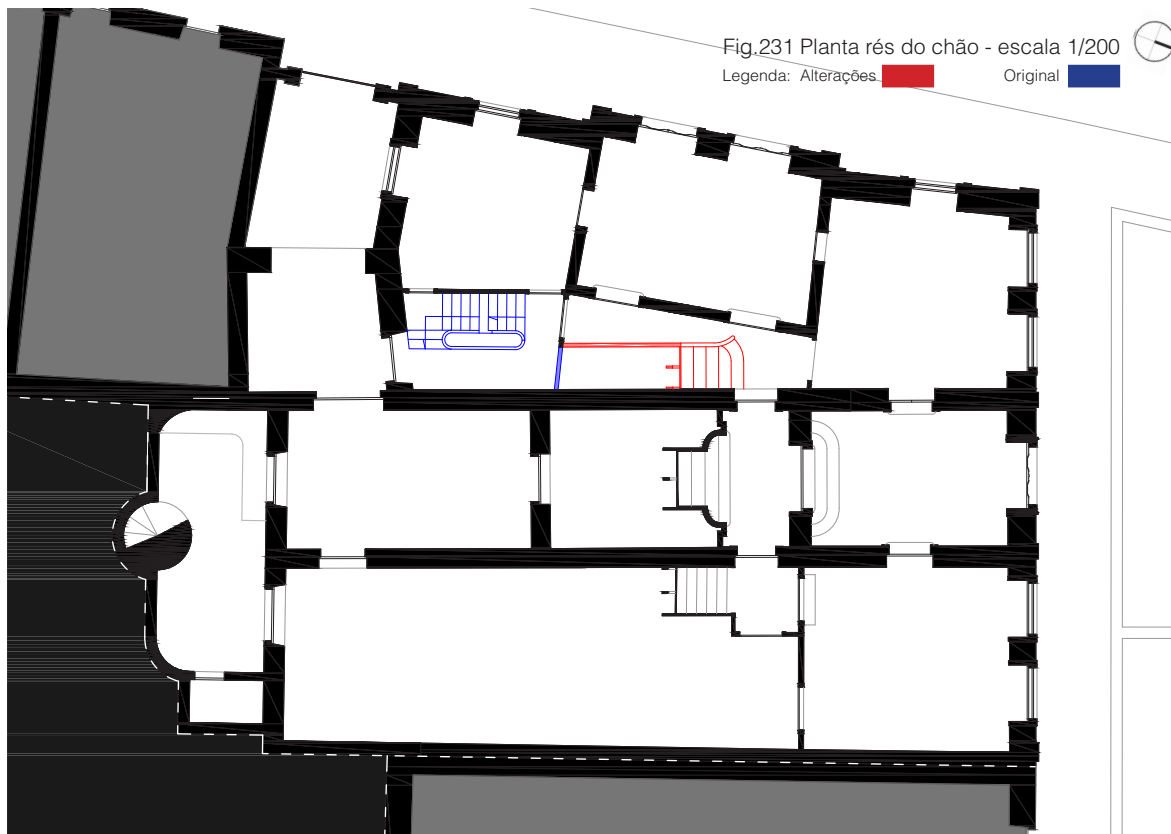 Fig.231 Planta rés do chão - escala 1/200
Legenda: Alterações Original